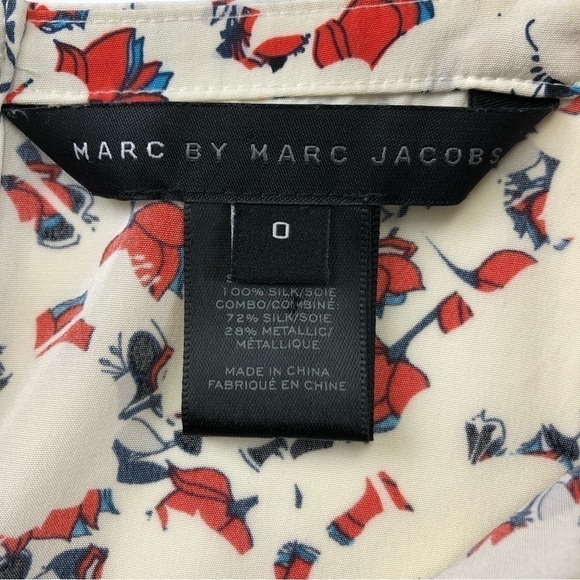 MARC BY MARC JACOBS
0
100% SILK/SOIE
COMBO/COMBINÉ:
72% SILK/SOIE
28% METALLIC/
MÉTALLIQUE
MADE IN CHINA
FABRIQUÉ EN CHINE